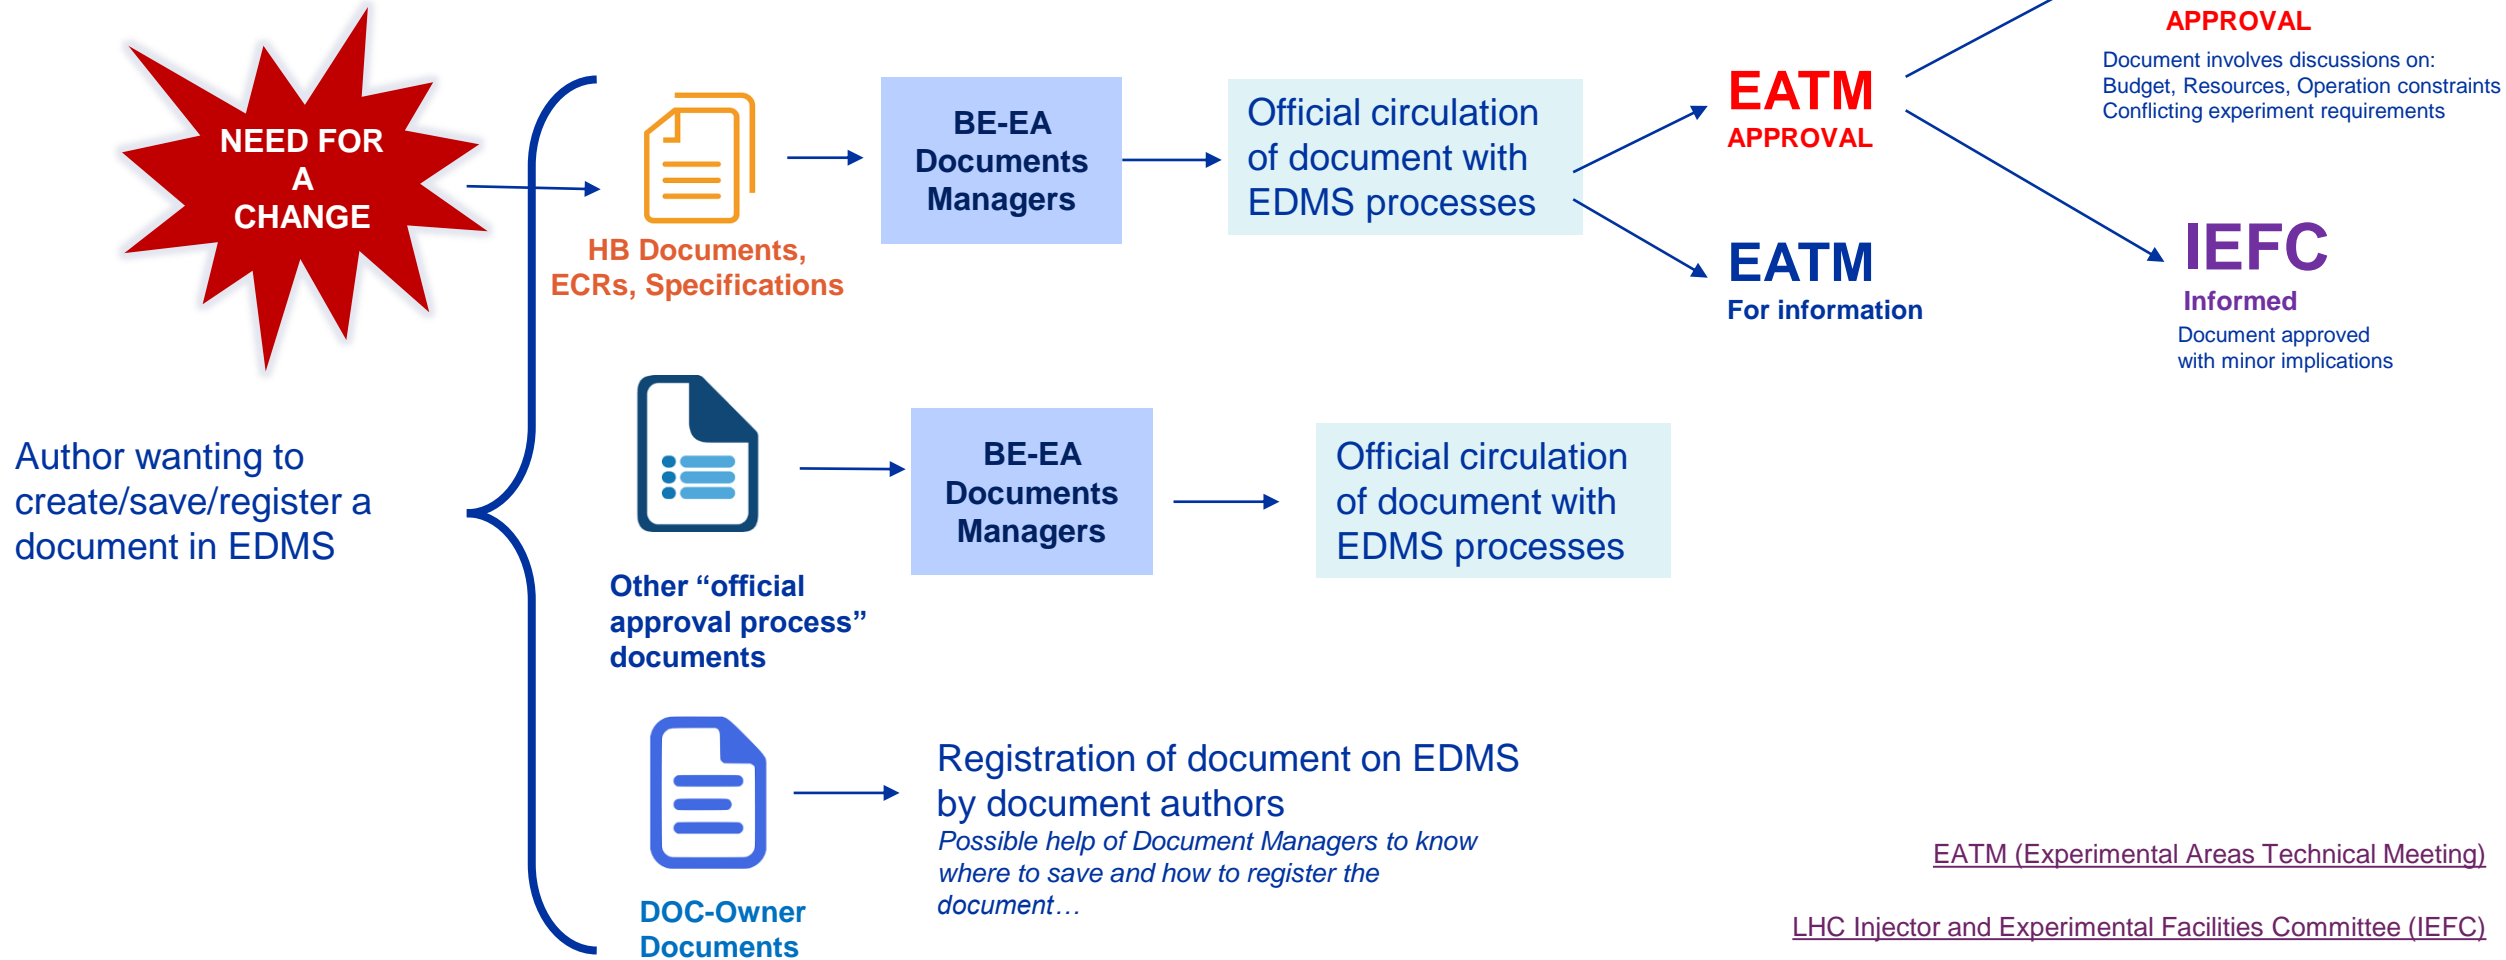 APPROVAL
Document involves discussions on:
Budget, Resources, Operation constraints
Conflicting experiment requirements
NEED FOR
A
CHANGE
BE-EA
Documents
Managers
Official circulation
of document with
EDMS processes
EATM
APPROVAL
HB Documents,
ECRs, Specifications
EATM
For information
IEFC
Informed
Document approved
with minor implications
Author wanting to
create/save/register a
document in EDMS
BE-EA
Documents
Managers
Official circulation
of document with
EDMS processes
Other “official
approval process”
documents
Registration of document on EDMS
by document authors
Possible help of Document Managers to know
where to save and how to register the
document…
DOC-Owner
Documents
EATM (Experimental Areas Technical Meeting)
LHC Injector and Experimental Facilities Committee (IEFC)